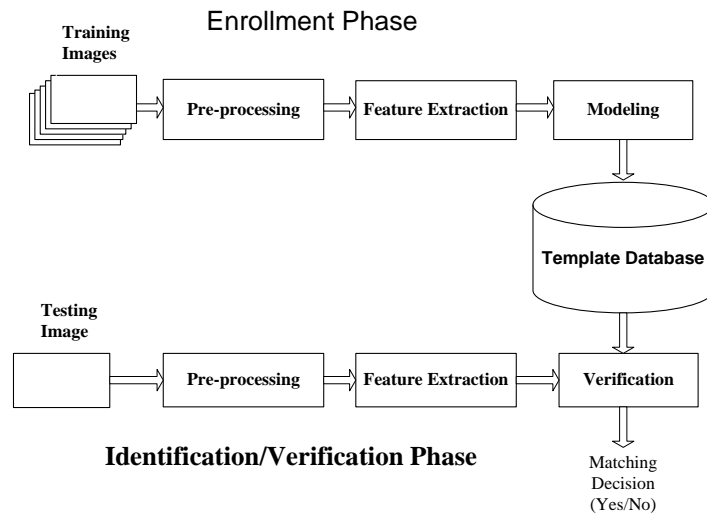 Enrollment Phase
Training
Images
Pre-processing
Feature Extraction
Modeling
Template Database
Testing
Image
Pre-processing
Feature Extraction
Verification
Identification/Verification Phase
Matching
Decision
(Yes/No)